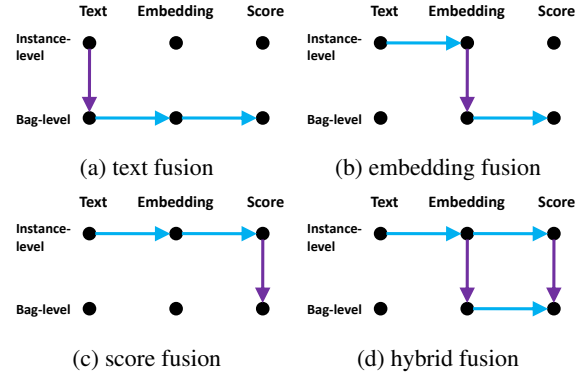 Text Embedding Score
Instance-
level
Bag-level
(a) text fusion
Text Embedding Score
Instance-
level
Bag-level
(b) embedding fusion
Text Embedding Score
Instance-
level
Bag-level
(c) score fusion
Text Embedding Score
Instance-
level
Bag-level
(d) hybrid fusion